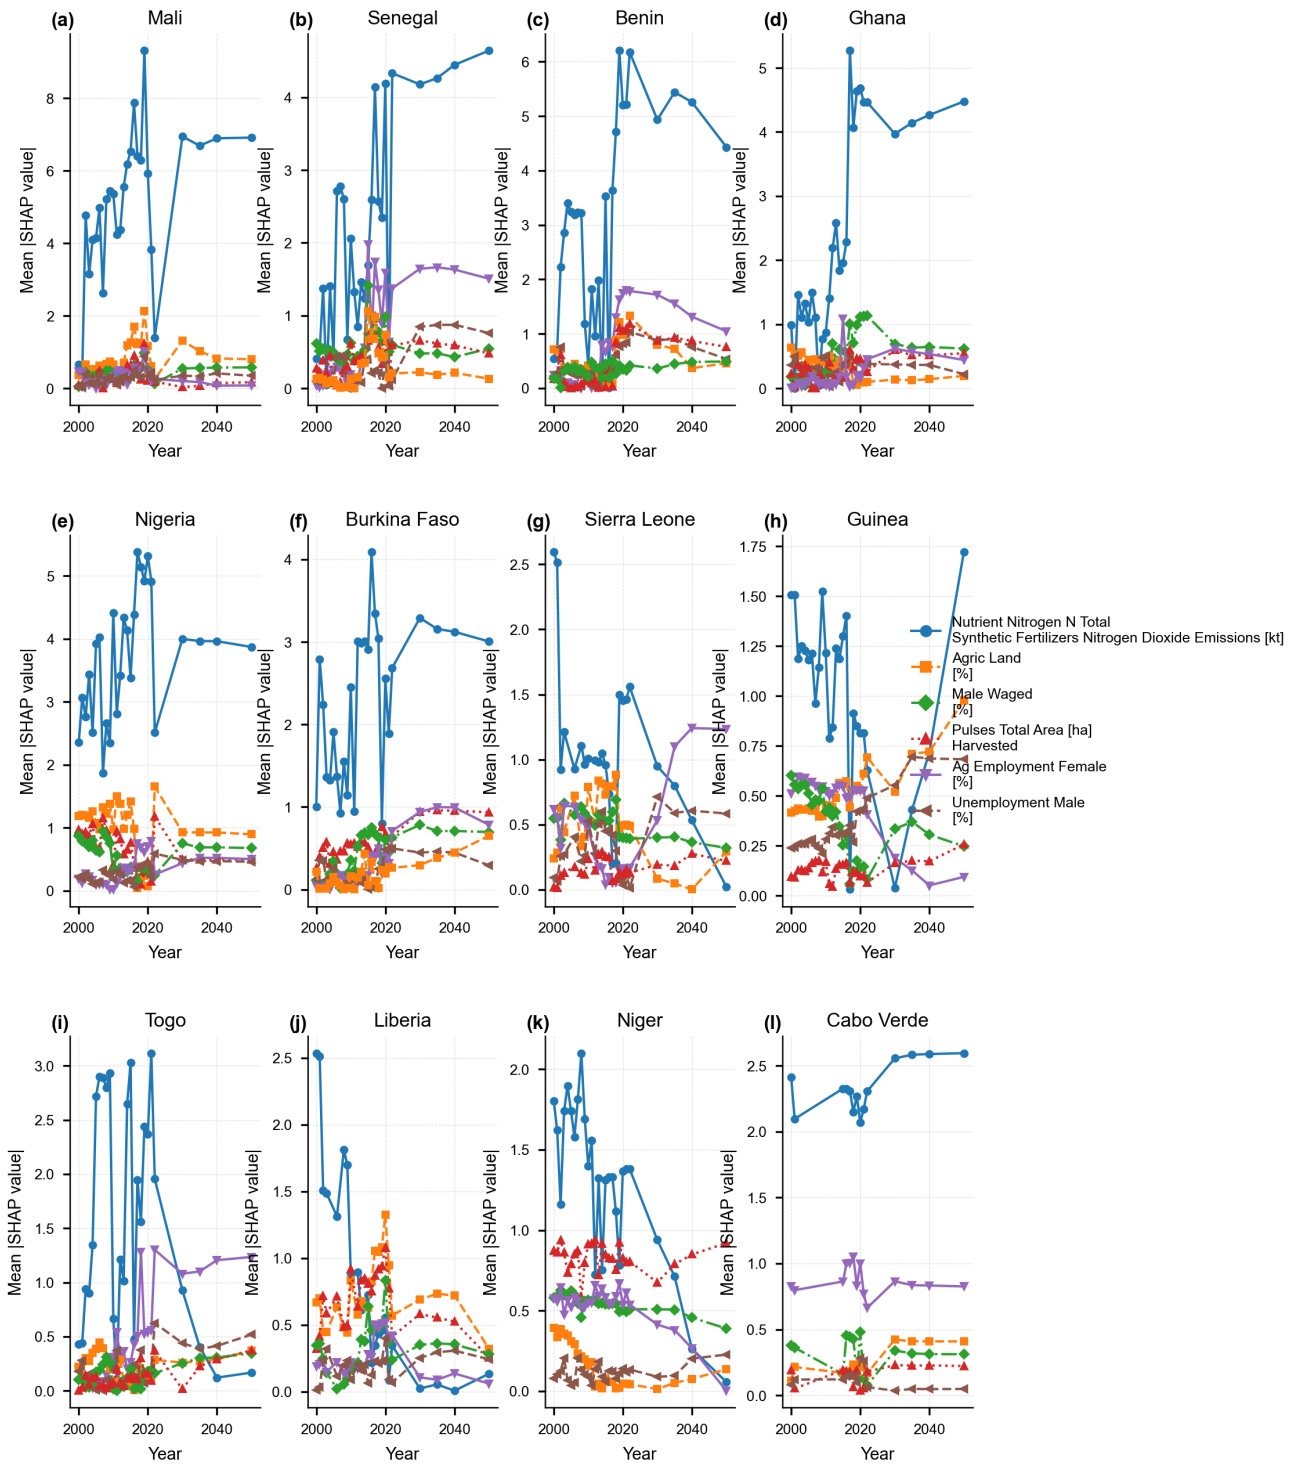 (a) Mali
(b) Senegal
(c) Benin
(d) Ghana
Mean |SHAP value|
8
6
4
2
0
2000 2020 2040
Year
Mean |SHAP value|
4
3
2
1
0
2000 2020 2040
Year
Mean |SHAP value|
6
5
4
3
2
1
0
2000 2020 2040
Year
Mean |SHAP value|
5
4
3
2
1
0
2000 2020 2040
Year
(e) Nigeria
(f) Burkina Faso
(g) Sierra Leone
(h) Guinea
Mean |SHAP value|
5
4
3
2
1
0
2000 2020 2040
Year
Mean |SHAP value|
4
3
2
1
0
2000 2020 2040
Year
Mean |SHAP value|
2.5
2.0
1.5
1.0
0.5
0.0
2000 2020 2040
Year
Mean |SHAP value|
1.75
1.50
1.25
1.00
0.75
0.50
0.25
0.00
2000 2020 2040
Year
Nutrient Nitrogen N Total
Synthetic Fertilizers Nitrogen Dioxide Emissions [kt]
Agric Land
[%]
Male Waged
[%]
Pulses Total Area [ha]
Harvested
Ag Employment Female
[%]
Unemployment Male
[%]
(i) Togo
(j) Liberia
(k) Niger
(l) Cabo Verde
Mean |SHAP value|
3.0
2.5
2.0
1.5
1.0
0.5
0.0
2000 2020 2040
Year
Mean |SHAP value|
2.5
2.0
1.5
1.0
0.5
0.0
2000 2020 2040
Year
Mean |SHAP value|
2.0
1.5
1.0
0.5
0.0
2000 2020 2040
Year
Mean |SHAP value|
2.5
2.0
1.5
1.0
0.5
0.0
2000 2020 2040
Year